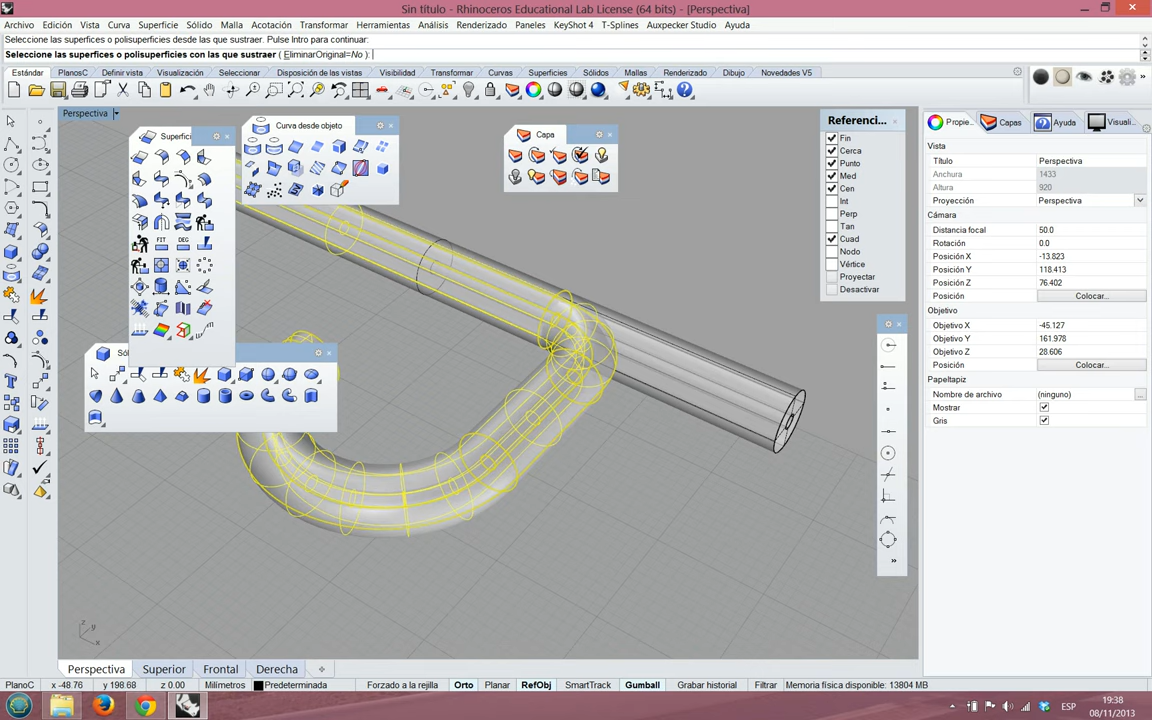 Sin título - Rhinoceros Educational Lab License (64 bits) - [Perspectiva]
Archivo Edición Vista Curva Superficie Sólido Malla Acotación Transformar Herramientas Análisis Renderizado Paneles KeyShot 4 T-Splines Auxpecker Studio Ayuda
Seleccione las superfices o polisuperficies desde las que sustraer. Pulse Intro para continuar:
Seleccione las superfices o polisuperficies con las que sustraer ( EliminarOriginal=No ):
Estándar PlanosC Definir vista Visualización Seleccionar Disposición de las vistas Visibilidad Transformar Curvas Superficies Sólidos Mallas Renderizado Dibujo Novedades V5
Perspectiva
Superfici
Curva desde objeto
Capa
FIT DEG
Sól
Referenci...
Fin
Cerca
Punto
Med
Cen
Int
Perp
Tan
Cuad
Nodo
Vértice
Proyectar
Desactivar
Propie... Capas Ayuda Visuali...
Vista
Título Perspectiva
Anchura 1433
Altura 920
Proyección Perspectiva
Cámara
Distancia focal 50.0
Rotación 0.0
Posición X -13.823
Posición Y 118.413
Posición Z 76.402
Posición Colocar...
Objetivo
Objetivo X -45.127
Objetivo Y 161.978
Objetivo Z 28.606
Posición Colocar...
Papeltapiz
Nombre de archivo (ninguno) ...
Mostrar
Gris
z y x
Perspectiva Superior Frontal Derecha
PlanoC x -48.76 y 198.68 z 0.00 Milímetros Predeterminada Forzado a la rejilla Orto Planar RefObj SmartTrack Gumball Grabar historial Filtrar Memoria física disponible: 13804 MB
ESP
19:38
08/11/2013